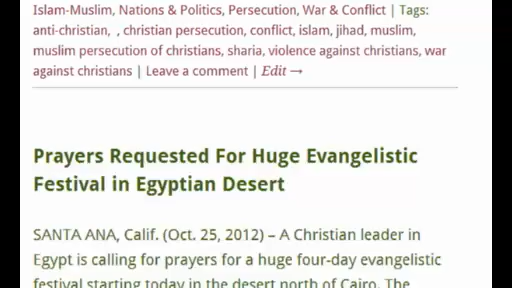 Islam-Muslim, Nations & Politics, Persecution, War & Conflict | Tags:
anti-christian, , christian persecution, conflict, islam, jihad, muslim,
muslim persecution of christians, sharia, violence against christians, war
against christians | Leave a comment | Edit →
Prayers Requested For Huge Evangelistic
Festival in Egyptian Desert
SANTA ANA, Calif. (Oct. 25, 2012) – A Christian leader in
Egypt is calling for prayers for a huge four-day evangelistic
festival starting today in the desert north of Cairo. The